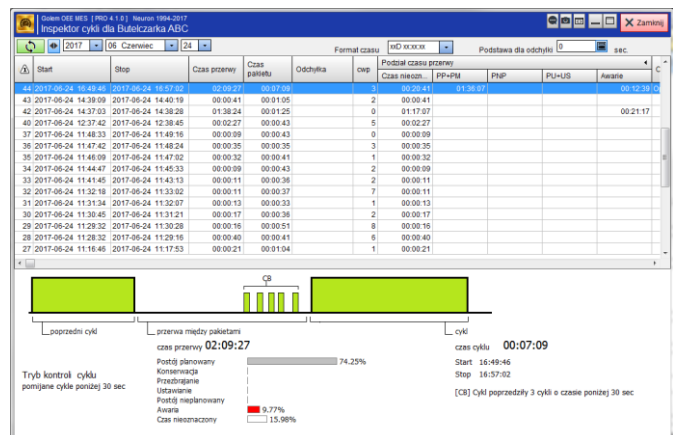 Golem OEE MES [ PRO 4.1.0 ] Neuron 1994-2017
Inspektor cykli dla Butelczarka ABC
Zamknij
2017 06 Czerwiec 24 Format czasu xxD xx:xx:xx Podstawa dla odchyłki 0 sec.
Start Stop Czas przerwy Czas pakietu Odchyłka cwp Podział czasu przerwy
Czas nieozn... PP+PM PNP PU+US Awarie
44 2017-06-24 16:49:46 2017-06-24 16:57:02 02:09:27 00:07:09 3 00:20:41 01:36:07 00:12:39
43 2017-06-24 14:39:09 2017-06-24 14:40:19 00:00:41 00:01:05 2 00:00:41
42 2017-06-24 14:37:03 2017-06-24 14:38:28 01:38:24 00:01:25 0 01:17:07 00:21:17
40 2017-06-24 12:37:42 2017-06-24 12:38:45 00:02:27 00:00:43 5 00:02:27
37 2017-06-24 11:48:33 2017-06-24 11:49:16 00:00:09 00:00:43 0 00:00:09
36 2017-06-24 11:47:42 2017-06-24 11:48:24 00:00:35 00:00:35 3 00:00:35
35 2017-06-24 11:46:09 2017-06-24 11:47:02 00:00:32 00:00:41 1 00:00:32
34 2017-06-24 11:44:47 2017-06-24 11:45:33 00:00:09 00:00:43 2 00:00:09
33 2017-06-24 11:41:45 2017-06-24 11:43:13 00:00:11 00:00:36 2 00:00:11
32 2017-06-24 11:32:18 2017-06-24 11:33:02 00:00:11 00:00:37 7 00:00:11
31 2017-06-24 11:31:34 2017-06-24 11:32:07 00:00:13 00:00:33 1 00:00:13
30 2017-06-24 11:30:45 2017-06-24 11:31:21 00:00:17 00:00:36 2 00:00:17
29 2017-06-24 11:29:32 2017-06-24 11:30:28 00:00:16 00:00:51 8 00:00:16
28 2017-06-24 11:28:32 2017-06-24 11:29:16 00:00:40 00:00:41 6 00:00:40
27 2017-06-24 11:16:46 2017-06-24 11:17:53 00:00:21 00:01:04 1 00:00:21
CB
poprzedni cykl przerwa między pakietami cykl
czas przerwy 02:09:27 czas cyklu 00:07:09
Postój planowany 74.25% Start 16:49:46
Konserwacja Stop 16:57:02
Tryb kontroli cyklu Przezbrajanie
pomijane cykle poniżej 30 sec Ustawianie [CB] Cykl poprzedziły 3 cykli o czasie poniżej 30 sec
Postój nieplanowany
Awaria 9.77%
Czas nieoznaczony 15.98%